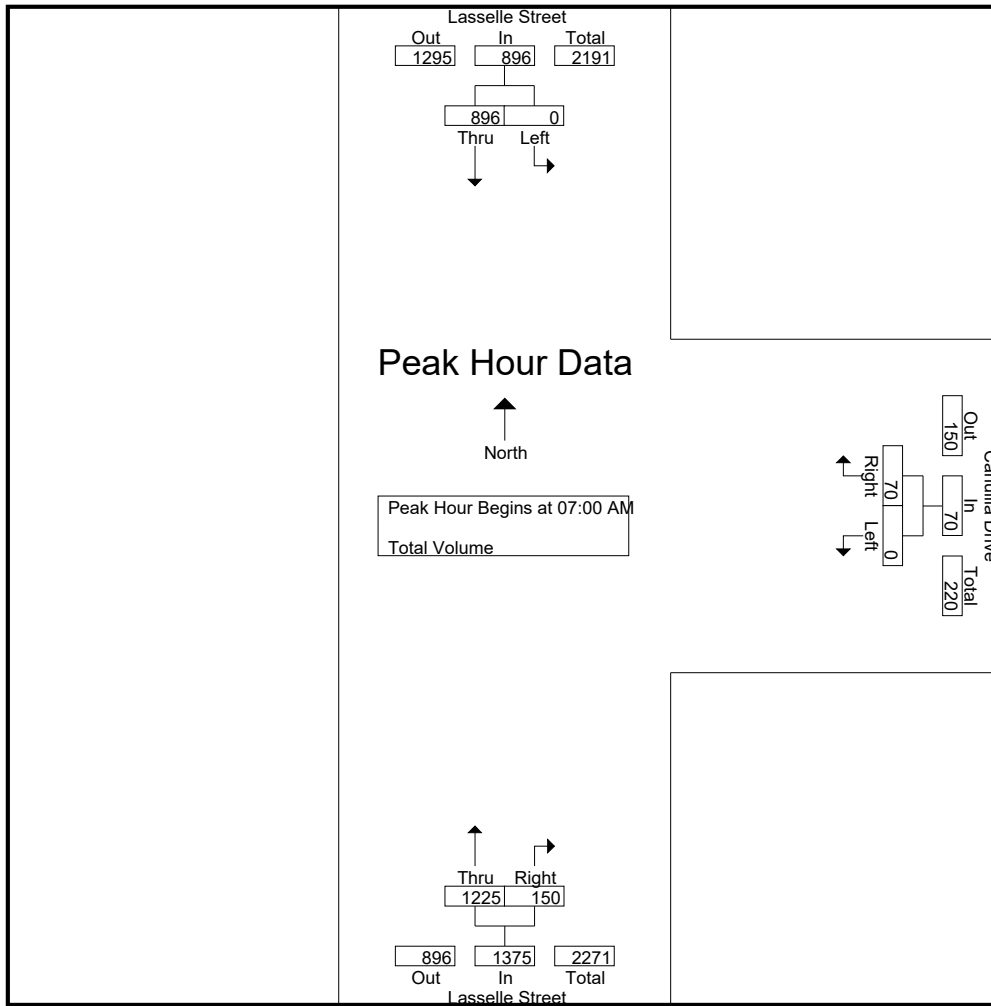 Lasselle Street
Out In Total
1295 896 2191
896 0
Thru Left
Peak Hour Data
North
Peak Hour Begins at 07:00 AM
Total Volume
Out In Total
150 70 220
Right Left
70 0
Drive
Thru Right
1225 150
896 1375 2271
Out In Total
Lasselle Street